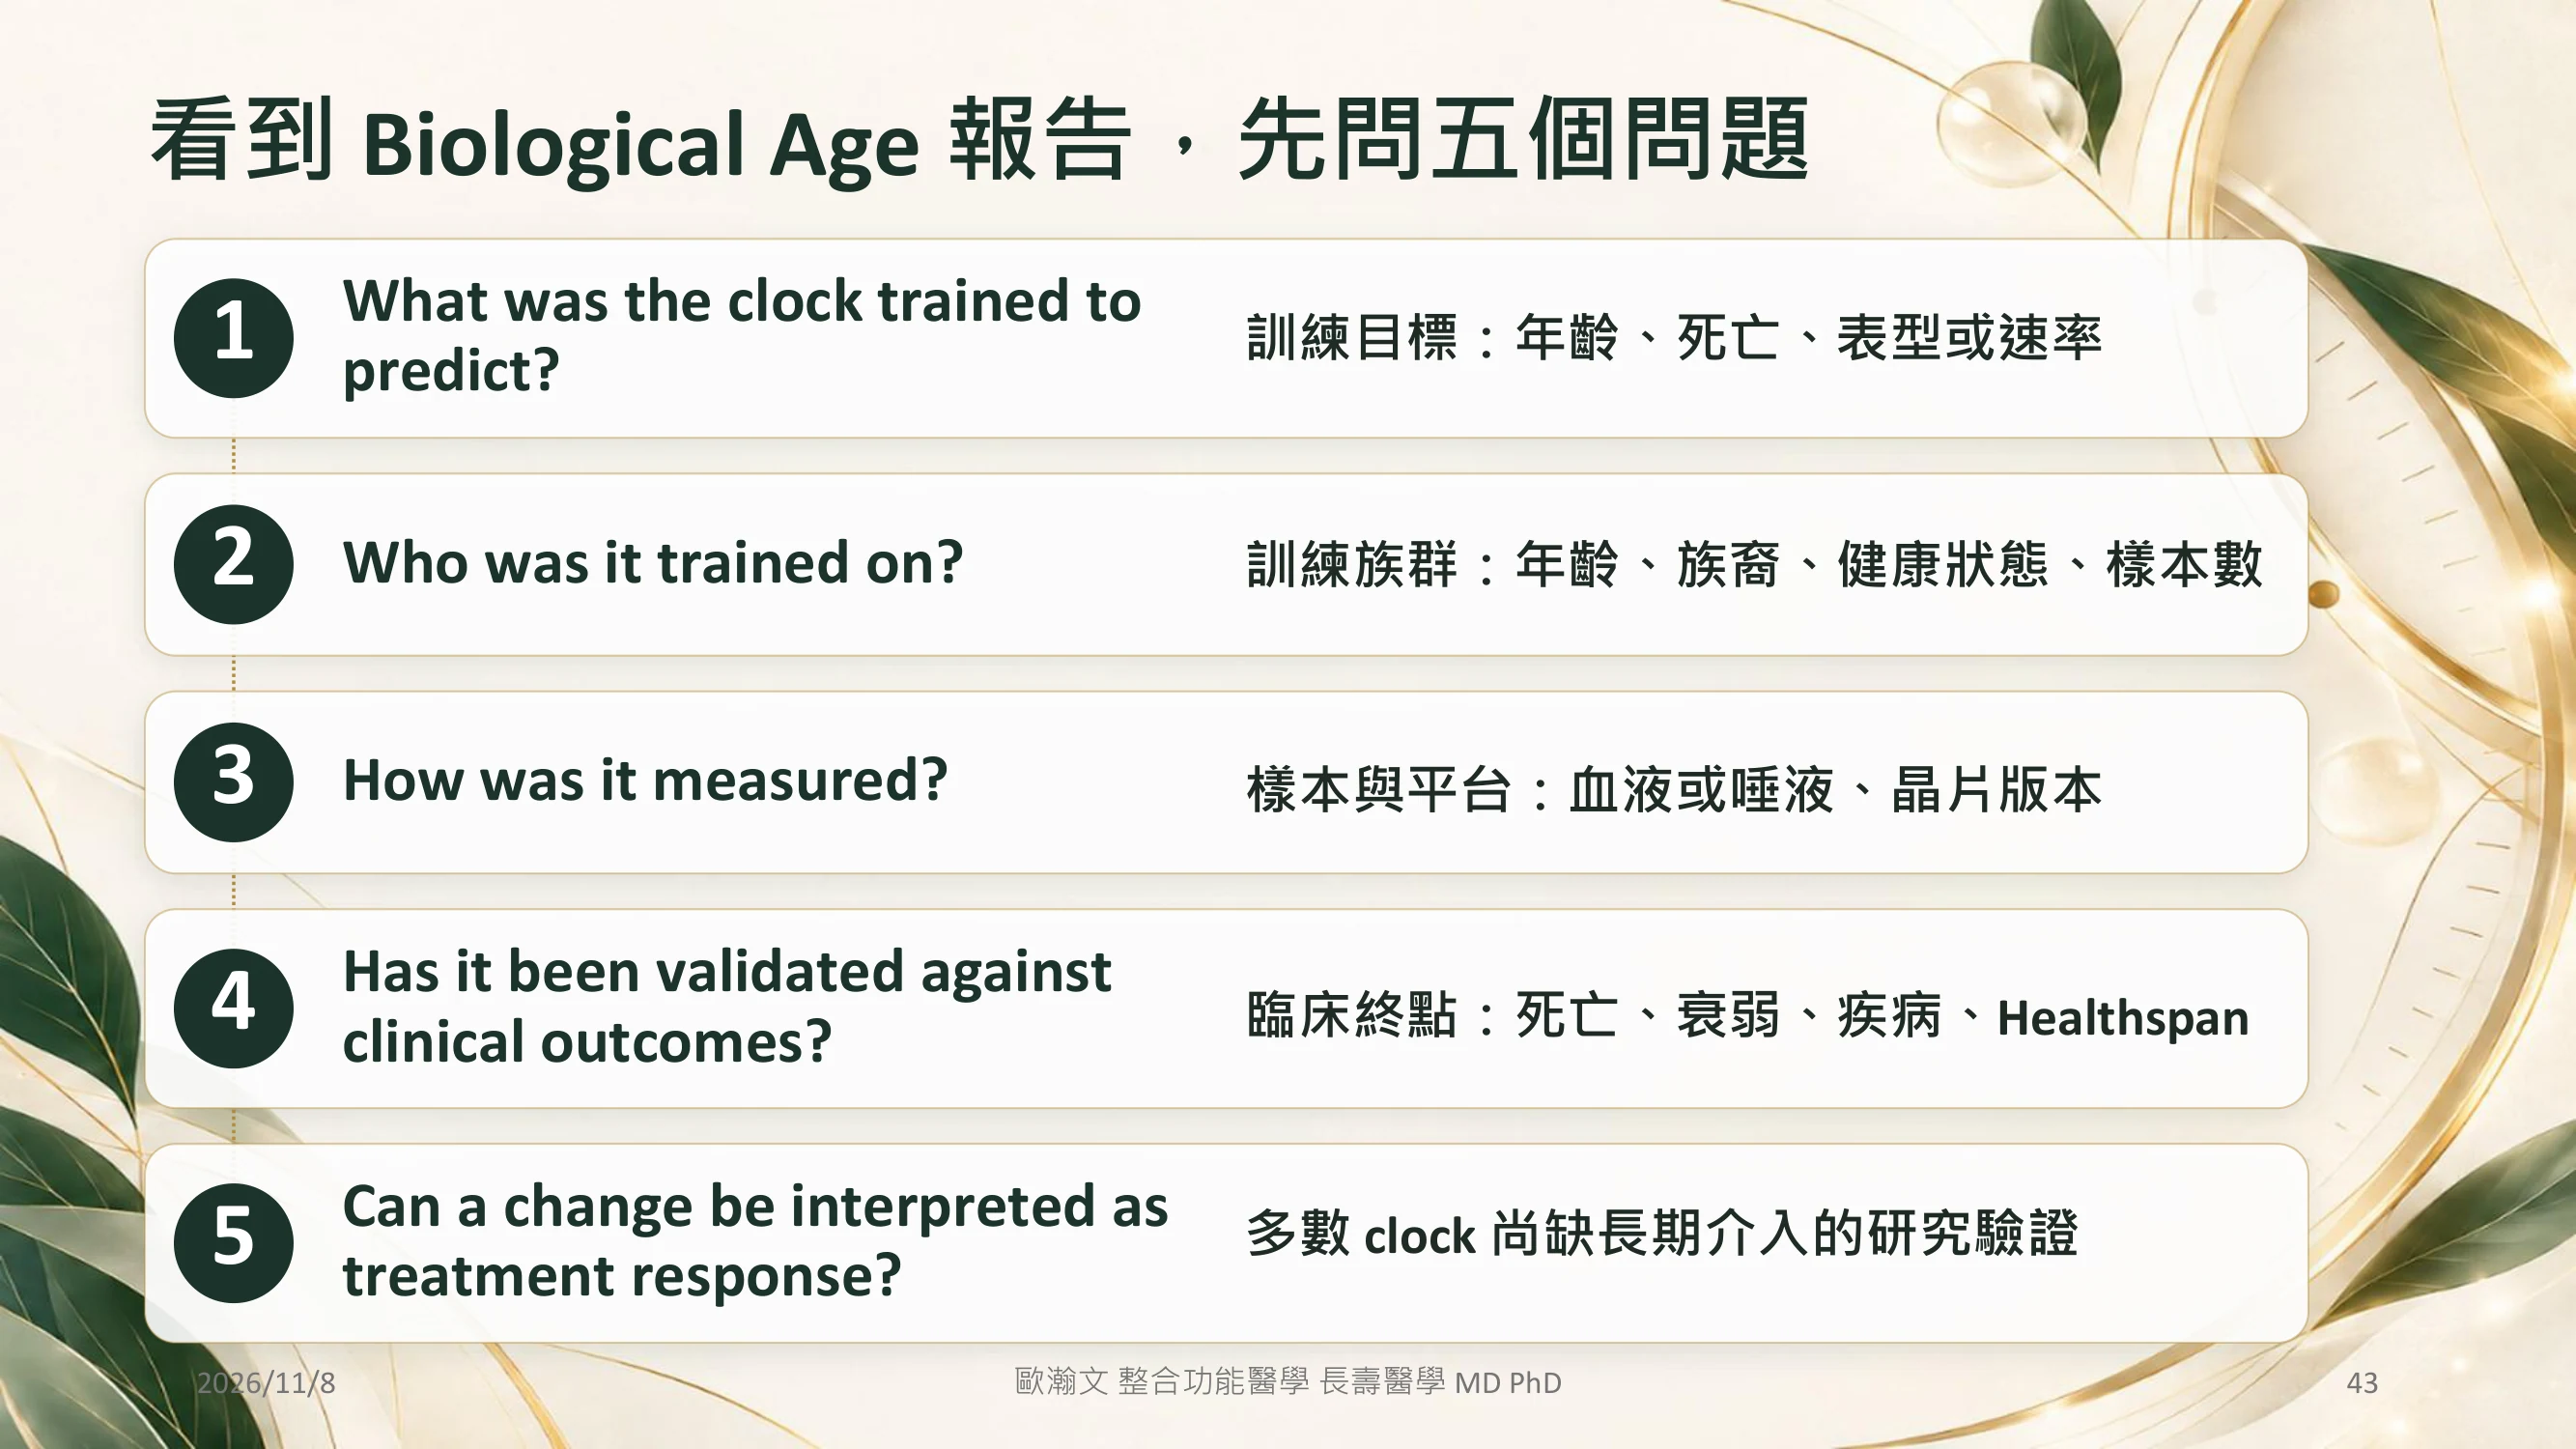 看到 Biological Age 報告，先問五個問題
1
What was the clock trained to
predict?
訓練目標：年齡、死亡、表型或速率
2
Who was it trained on?
訓練族群：年齡、族裔、健康狀態、樣本數
3
How was it measured?
樣本與平台：血液或唾液、晶片版本
4
Has it been validated against
clinical outcomes?
臨床終點：死亡、衰弱、疾病、Healthspan
5
Can a change be interpreted as
treatment response?
多數 clock 尚缺長期介入的研究驗證
2026/11/8
歐瀚文 整合功能醫學 長壽醫學 MD PhD
43